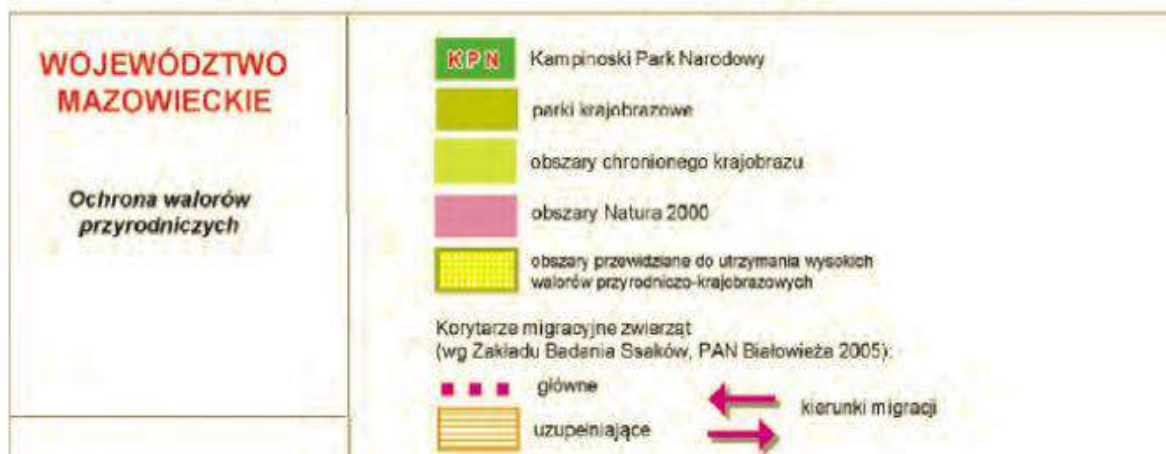 WOJEWÓDZTWO
MAZOWIECKIE
Ochrona walorów
przyrodniczych
KPN Kampinoski Park Narodowy
parki krajobrazowe
obszary chronionego krajobrazu
obszary Natura 2000
obszary przewidziane do utrzymania wysokich
walorów przyrodniczo-krajobrazowych
Korytarze migracyjne zwierząt
(wg Zakładu Badania Ssaków, PAN Białowieża 2005):
główne
uzupełniające
kierunki migracji